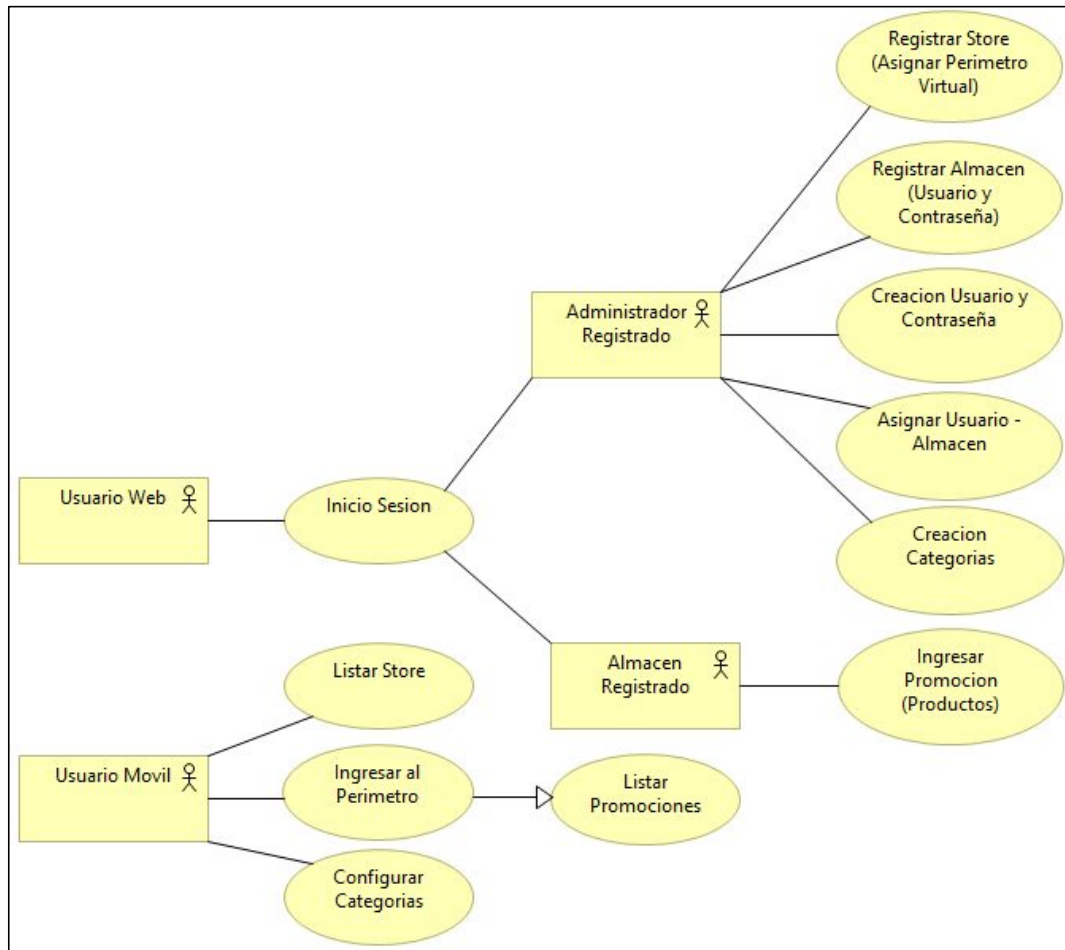 Registrar Store
(Asignar Perimetro
Virtual)
Registrar Almacen
(Usuario y
Contraseña)
Administrador
Registrado
Creacion Usuario y
Contraseña
Asignar Usuario -
Almacen
Usuario Web
Inicio Sesion
Creacion
Categorias
Listar Store
Almacen
Registrado
Ingresar
Promocion
(Productos)
Usuario Movil
Ingresar al
Perimetro
Listar
Promociones
Configurar
Categorias